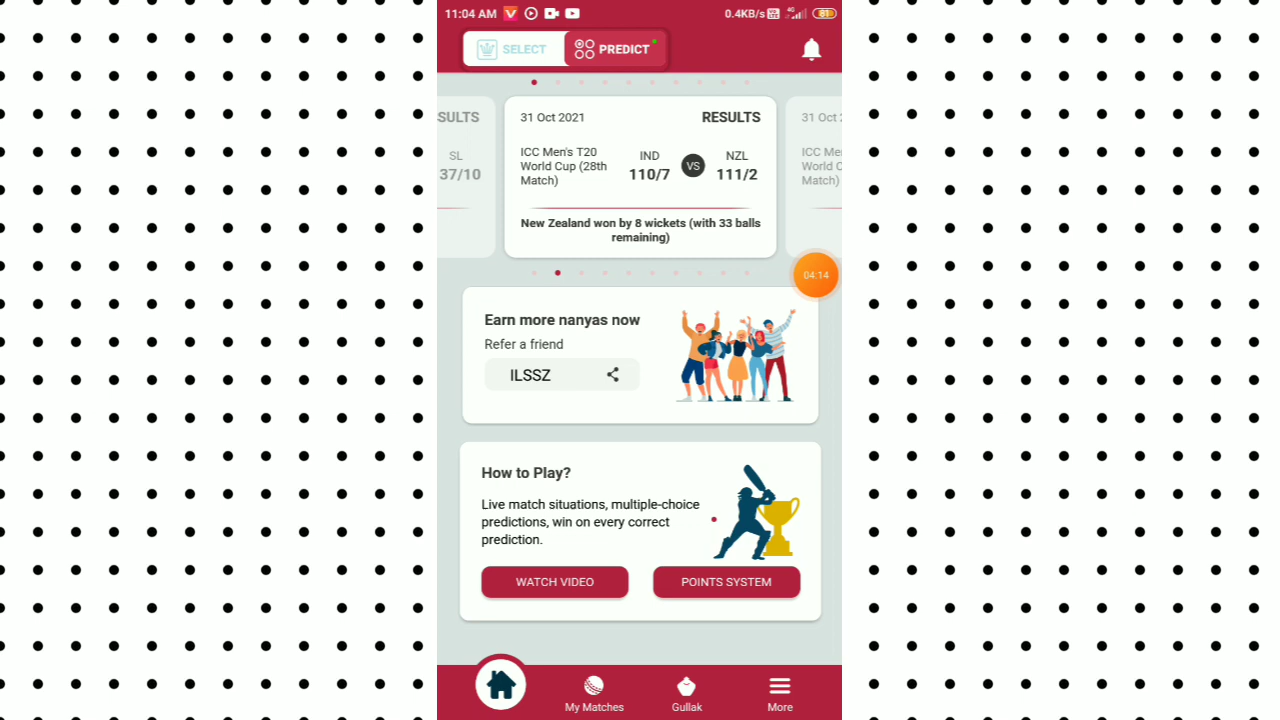 11:04 AM
0.4KB/s
4G
81
SELECT
PREDICT
SULTS
SL
37/10
31 Oct 2021
RESULTS
ICC Men's T20
World Cup (28th
Match)
IND
110/7
VS
NZL
111/2
New Zealand won by 8 wickets (with 33 balls
remaining)
31 Oct
ICC Me
World C
Match)
04:14
Earn more nanyas now
Refer a friend
ILSSZ
How to Play?
Live match situations, multiple-choice
predictions, win on every correct
prediction.
WATCH VIDEO
POINTS SYSTEM
My Matches
Gullak
More